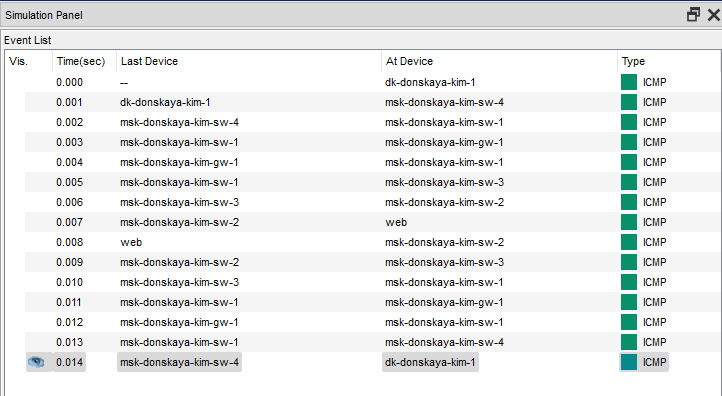 Simulation Panel
Event List
Vis. Time(sec) Last Device At Device Type
0.000 -- dk-donskaya-kim-1 ICMP
0.001 dk-donskaya-kim-1 msk-donskaya-kim-sw-4 ICMP
0.002 msk-donskaya-kim-sw-4 msk-donskaya-kim-sw-1 ICMP
0.003 msk-donskaya-kim-sw-1 msk-donskaya-kim-gw-1 ICMP
0.004 msk-donskaya-kim-gw-1 msk-donskaya-kim-sw-1 ICMP
0.005 msk-donskaya-kim-sw-1 msk-donskaya-kim-sw-3 ICMP
0.006 msk-donskaya-kim-sw-3 msk-donskaya-kim-sw-2 ICMP
0.007 msk-donskaya-kim-sw-2 web ICMP
0.008 web msk-donskaya-kim-sw-2 ICMP
0.009 msk-donskaya-kim-sw-2 msk-donskaya-kim-sw-3 ICMP
0.010 msk-donskaya-kim-sw-3 msk-donskaya-kim-sw-1 ICMP
0.011 msk-donskaya-kim-sw-1 msk-donskaya-kim-gw-1 ICMP
0.012 msk-donskaya-kim-gw-1 msk-donskaya-kim-sw-1 ICMP
0.013 msk-donskaya-kim-sw-1 msk-donskaya-kim-sw-4 ICMP
0.014 msk-donskaya-kim-sw-4 dk-donskaya-kim-1 ICMP